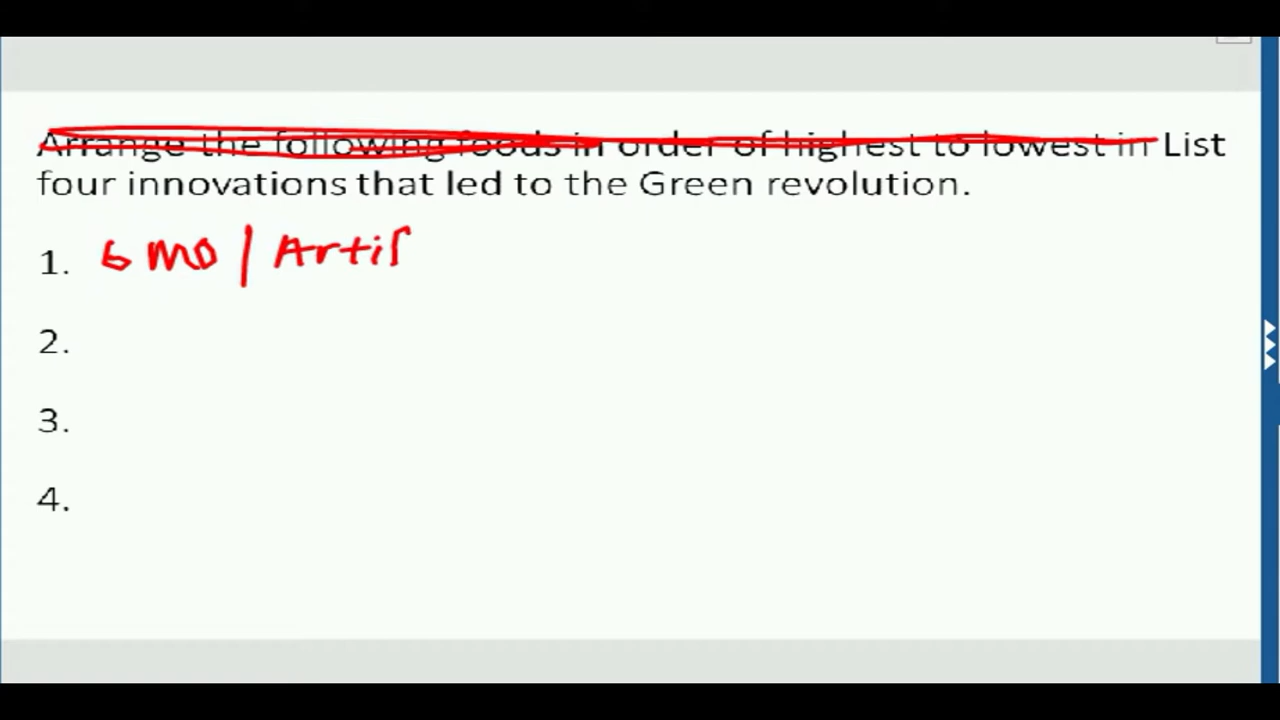 Arrange the following foods in order of highest to lowest in List
four innovations that led to the Green revolution.
1. GMO | Artif
2.
3.
4.